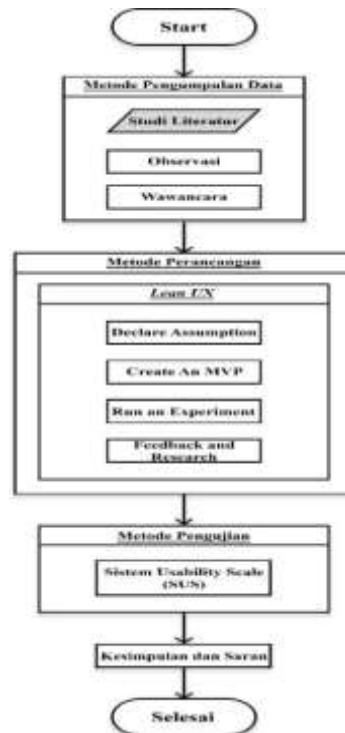 Start
Metode Pengumpulan Data
Studi Literatur
Observasi
Wawancara
Metode Perancangan
Lean UX
Declare Assumption
Create An MVP
Run an Experiment
Feedback and
Research
Metode Pengujian
Sistem Usability Scale
(SUS)
Kesimpulan dan Saran
Selesai